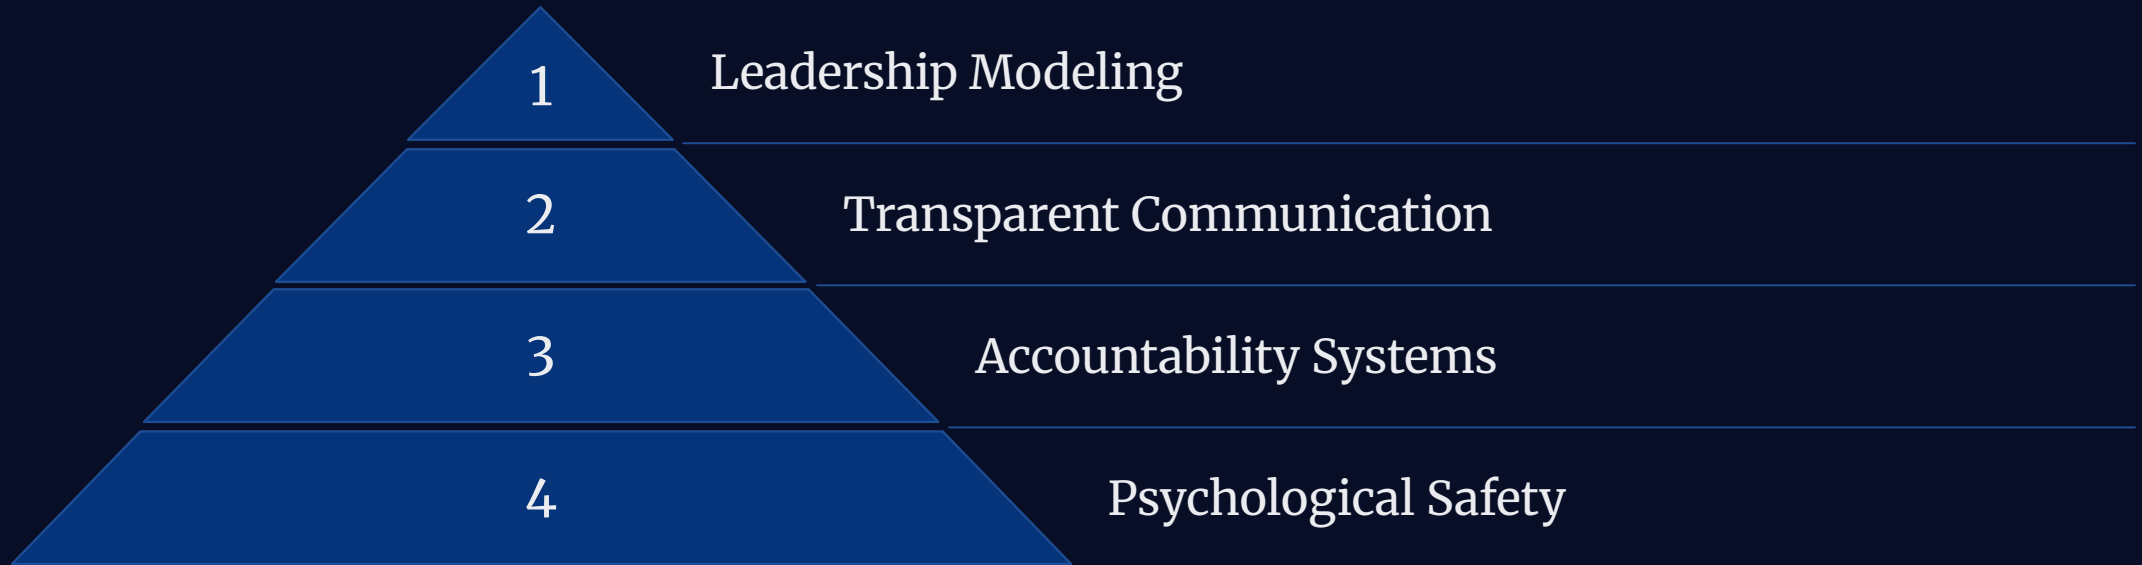 1 Leadership Modeling
2 Transparent Communication
3 Accountability Systems
4 Psychological Safety